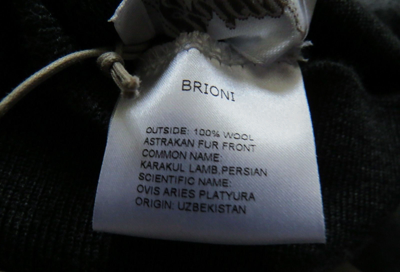 BRIONI
OUTSIDE: 100% WOOL
ASTRAKAN FUR FRONT
COMMON NAME:
KARAKUL LAMB,PERSIAN
SCIENTIFIC NAME:
OVIS ARIES PLATYURA
ORIGIN: UZBEKISTAN